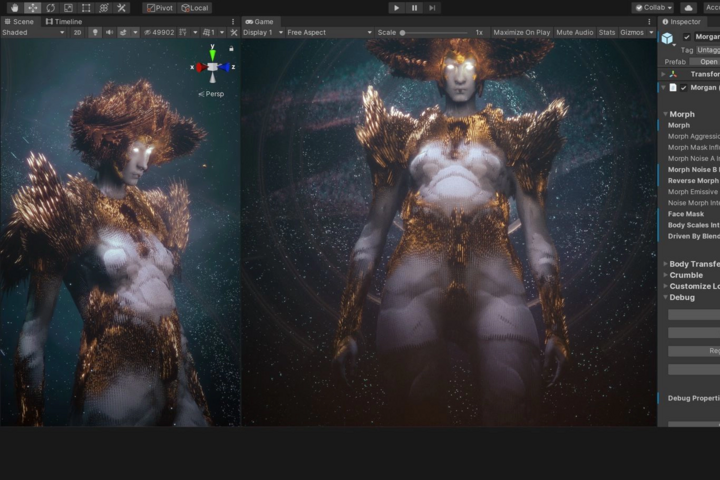 Pivot Local Collab Acc
Scene Timeline Game Inspector
Shaded 2D 49902 1 Display 1 Free Aspect Scale 1x Maximize On Play Mute Audio Stats Gizmos
Morgan
Tag Untagg
Prefab Open
y
x z
Persp
Transfor
Morgan (
Morph
Morph
Morph Aggressio
Morph Mask Infl
Morph Noise A I
Morph Noise B I
Reverse Morph
Morph Emissive
Noise Morph Int
Face Mask
Body Scales Int
Driven By Blend
Body Transfe
Crumble
Customize Lo
Debug
Re
Debug Properti